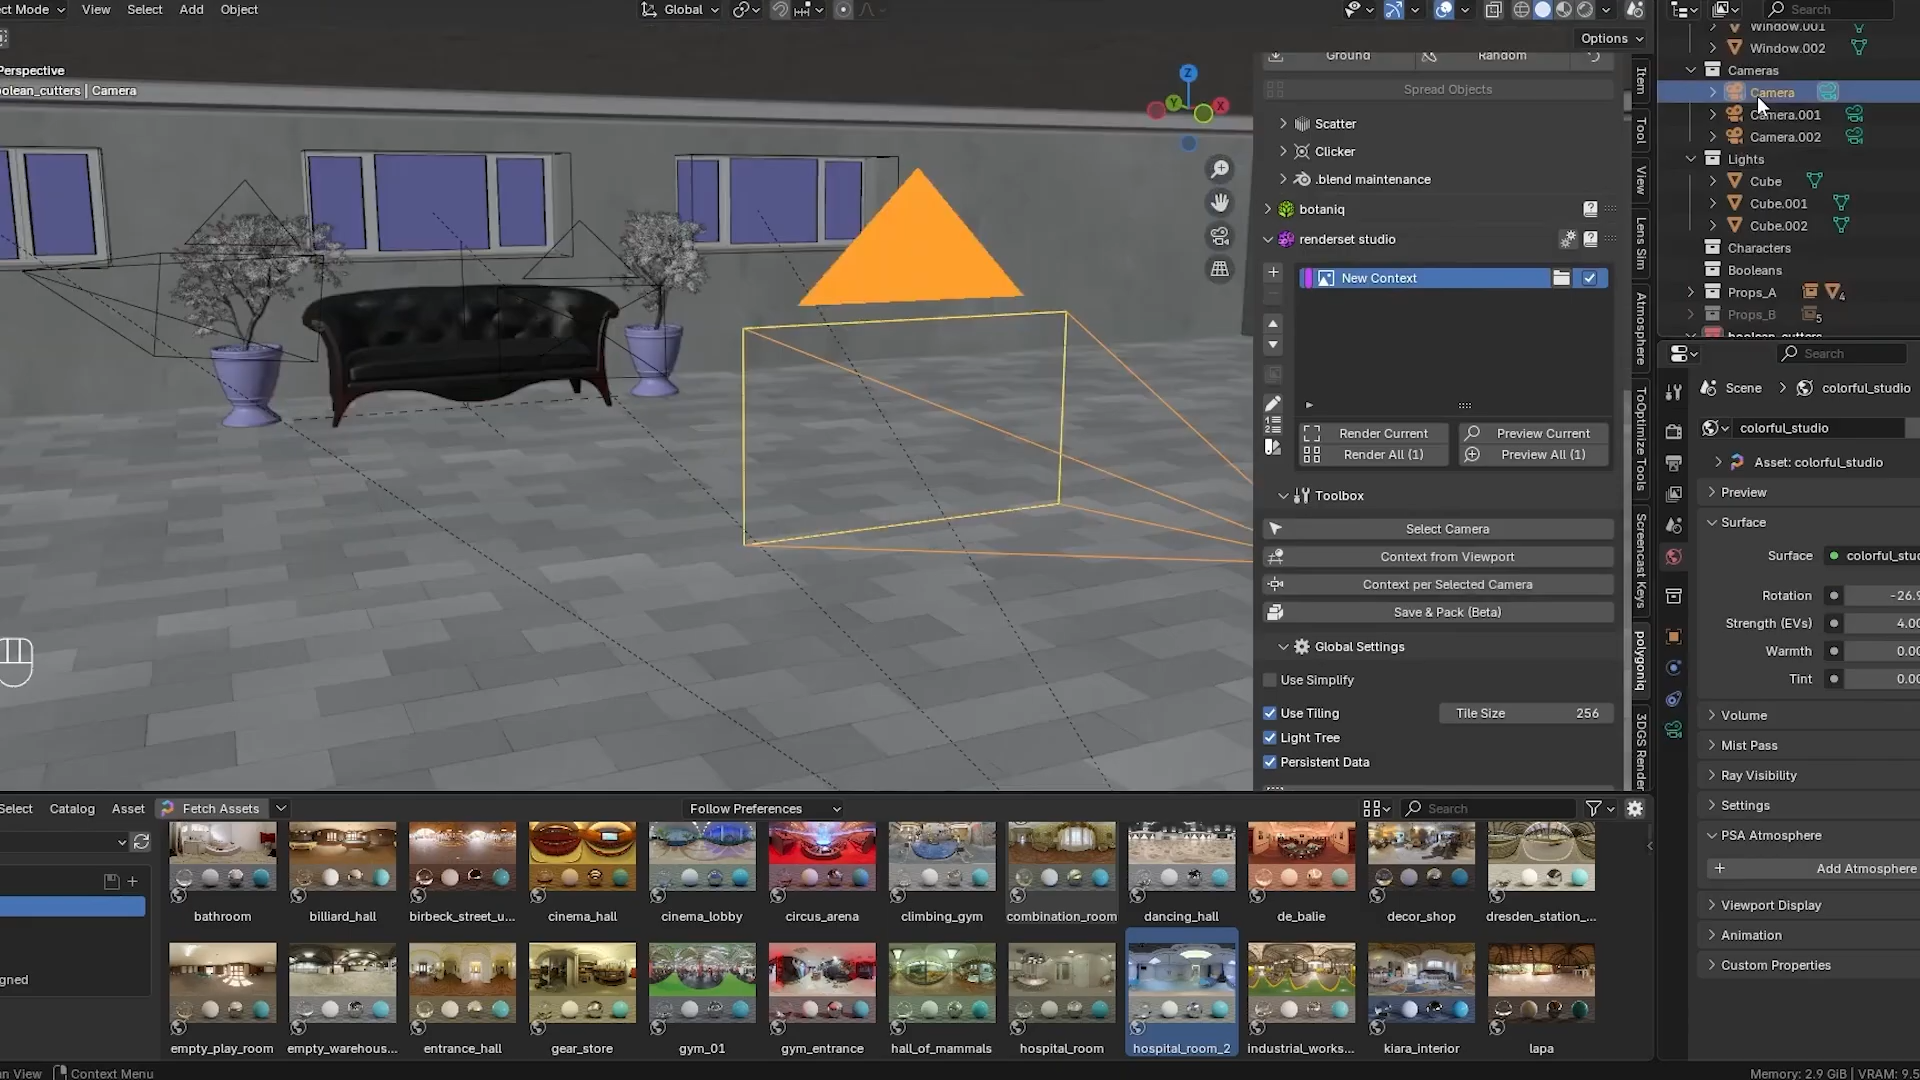 ct Mode
View
Select
Add
Object
Global
Options
Perspective
oolean_cutters | Camera
Z
Y
X
Ground
Random
Spread Objects
Scatter
Clicker
.blend maintenance
botaniq
renderset studio
New Context
Render Current
Preview Current
Render All (1)
Preview All (1)
Toolbox
Select Camera
Context from Viewport
Context per Selected Camera
Save & Pack (Beta)
Global Settings
Use Simplify
Use Tiling
Tile Size
256
Light Tree
Persistent Data
Item
Tool
View
Lens Sim
Atmosphere
ToOptimize Tools
Screencast Keys
polygoniq
3DGS Render
Search
Window.001
Window.002
Cameras
Camera
Camera.001
Camera.002
Lights
Cube
Cube.001
Cube.002
Characters
Booleans
Props_A
4
Props_B
5
boolean_cutters
Search
Scene
colorful_studio
colorful_studio
Asset: colorful_studio
Preview
Surface
Surface
colorful_stuc
Rotation
-26.9
Strength (EVs)
4.00
Warmth
0.00
Tint
0.00
Volume
Mist Pass
Ray Visibility
Settings
PSA Atmosphere
Add Atmosphere
Viewport Display
Animation
Custom Properties
Select
Catalog
Asset
Fetch Assets
Follow Preferences
Search
gned
bathroom
billiard_hall
birbeck_street_u...
cinema_hall
cinema_lobby
circus_arena
climbing_gym
combination_room
dancing_hall
de_balie
decor_shop
dresden_station_...
empty_play_room
empty_warehous...
entrance_hall
gear_store
gym_01
gym_entrance
hall_of_mammals
hospital_room
hospital_room_2
industrial_works...
kiara_interior
lapa
an View
Context Menu
Memory: 2.9 GiB | VRAM: 9.5